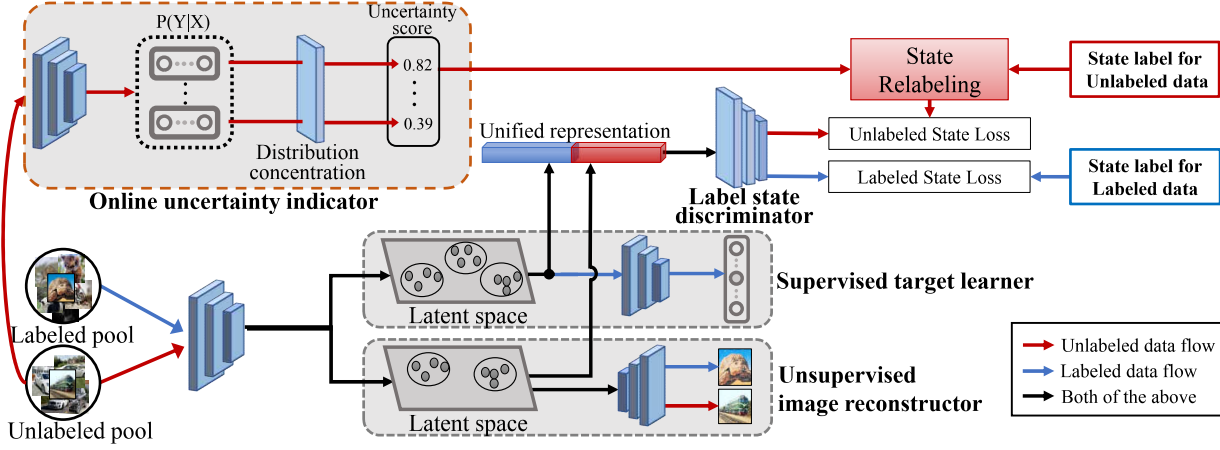 P(Y|X)
Uncertainty
score
0.82
0.39
Distribution
concentration
Online uncertainty indicator
Unified representation
State
Relabeling
State label for
Unlabeled data
Unlabeled State Loss
Labeled State Loss
State label for
Labeled data
Label state
discriminator
Labeled pool
Unlabeled pool
Latent space
Supervised target learner
Latent space
Unsupervised
image reconstructor
Unlabeled data flow
Labeled data flow
Both of the above